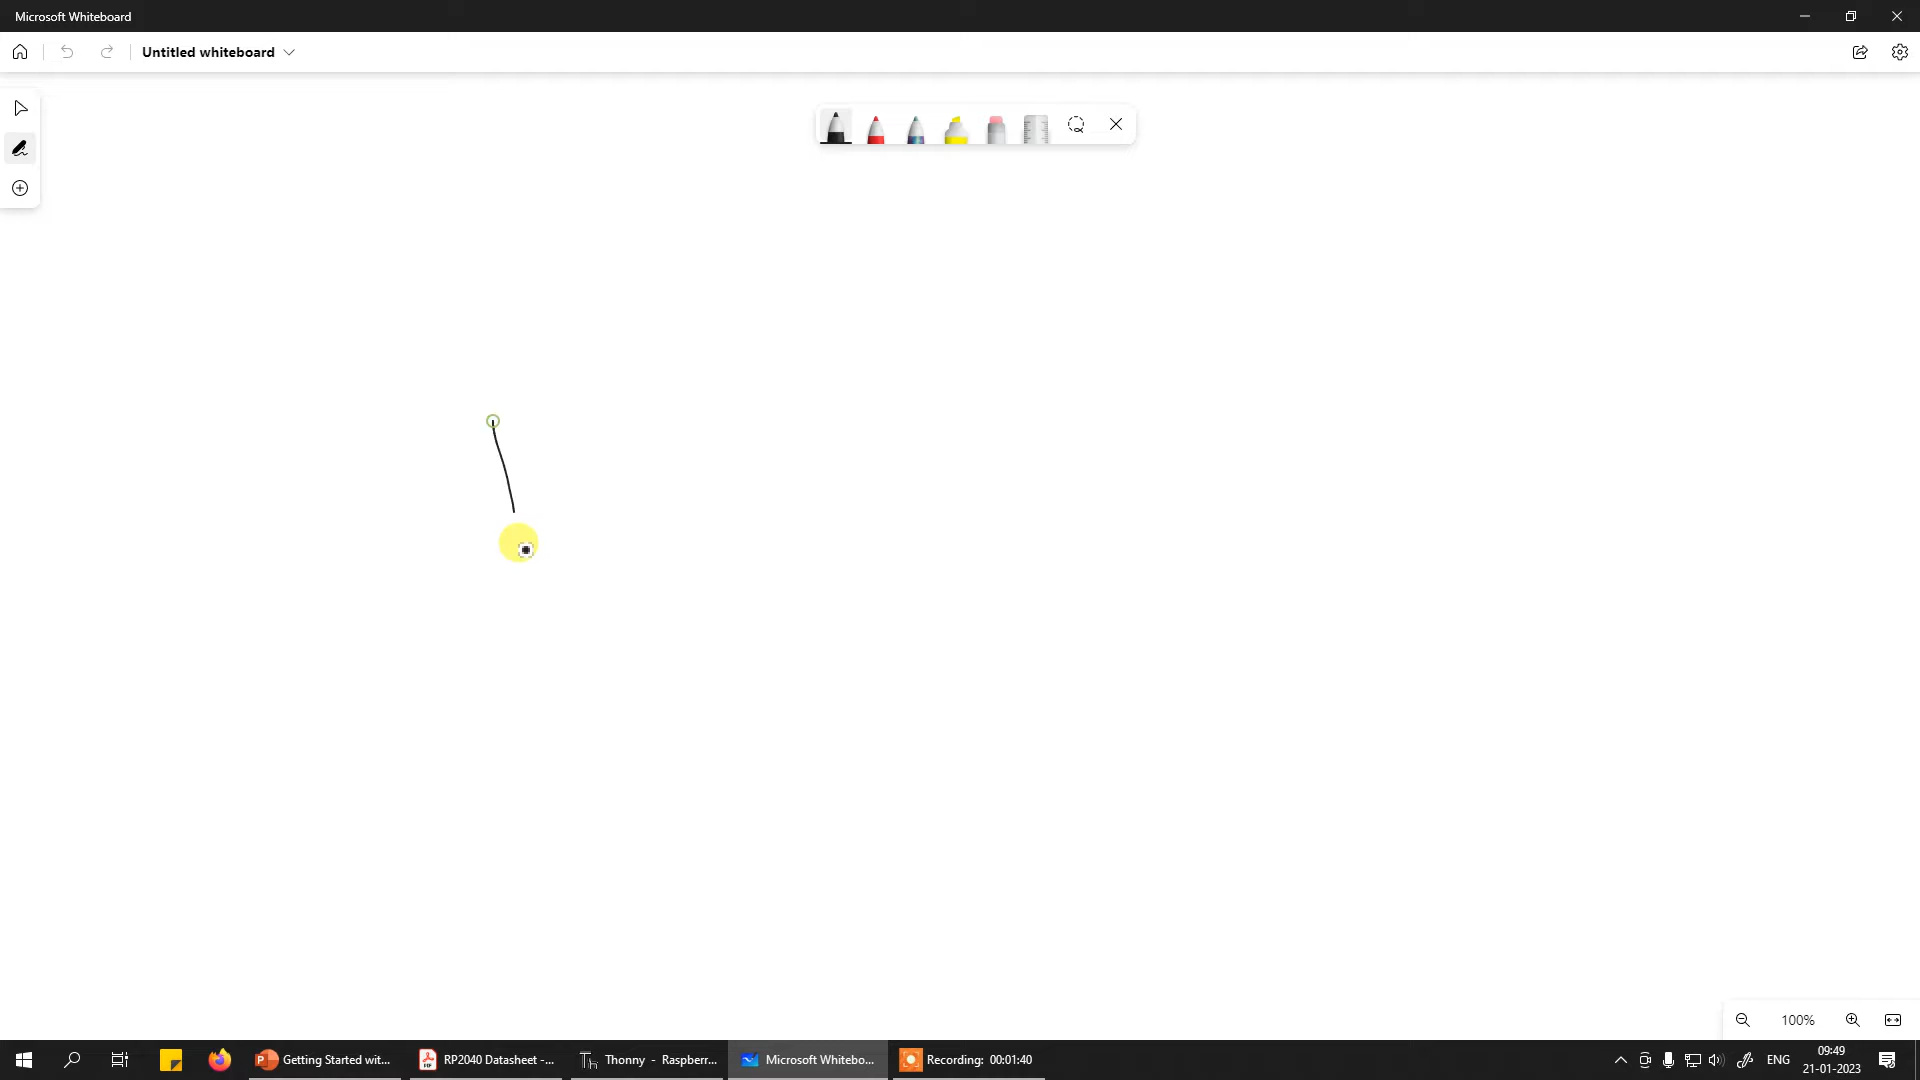 Microsoft Whiteboard
Untitled whiteboard
100%
Getting Started wit...
RP2040 Datasheet -...
Thonny - Raspberr...
Microsoft Whitebo...
Recording: 00:01:40
ENG
09:49
21-01-2023